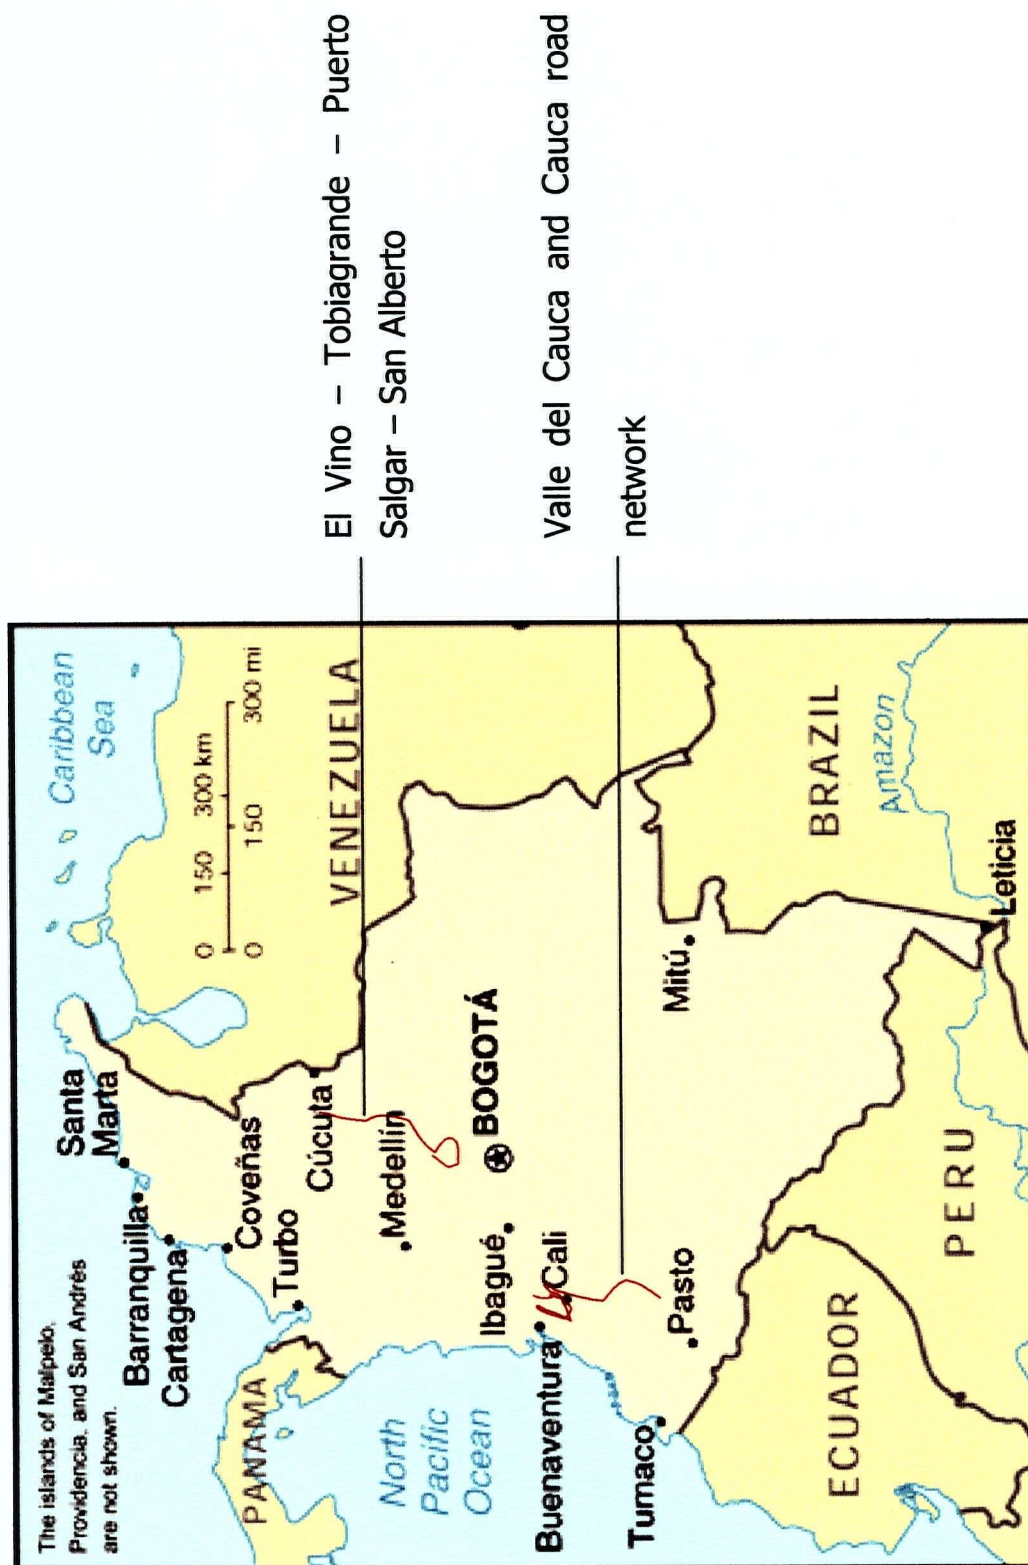 The islands of Malpelo,
Providencia, and San Andrés
are not shown.
Caribbean
Sea
Santa
Marta
Barranquilla
Cartagena
0 150 300 km
0 150 300 mi
Coveñas
PANAMA
Turbo
Cúcuta
VENEZUELA
Medellín
North
Pacific
Ocean
BOGOTÁ
Ibagué
Buenaventura
Cali
Tumaco
Pasto
Mitú
ECUADOR
BRAZIL
Amazon
PERU
Leticia
El Vino – Tobiagrande – Puerto
Salgar – San Alberto
Valle del Cauca and Cauca road
network